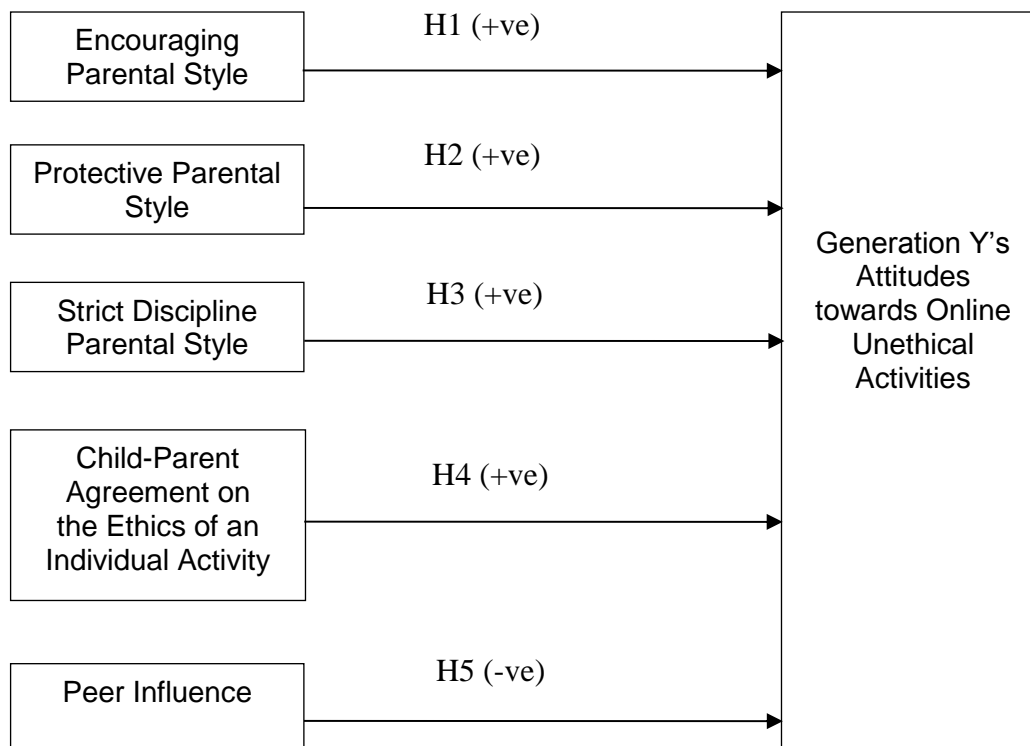 Encouraging
Parental Style
H1 (+ve)
Protective Parental
Style
H2 (+ve)
Strict Discipline
Parental Style
H3 (+ve)
Child-Parent
Agreement on
the Ethics of an
Individual Activity
H4 (+ve)
Peer Influence
H5 (-ve)
Generation Y’s
Attitudes
towards Online
Unethical
Activities